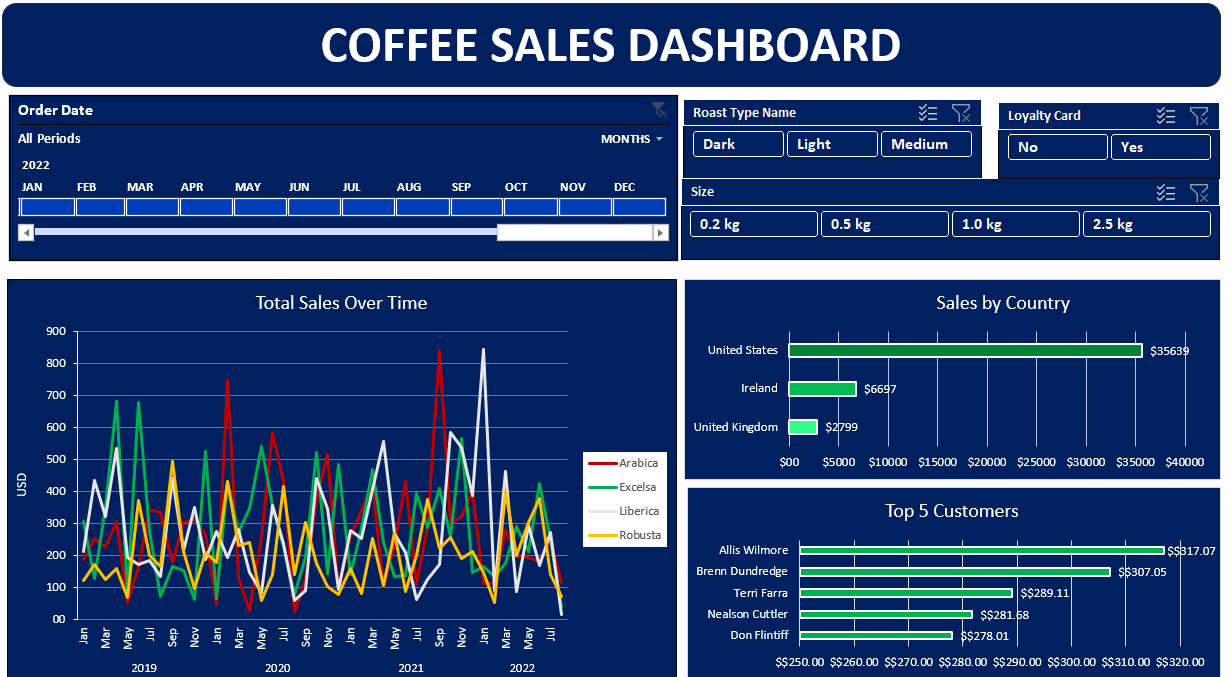 COFFEE SALES DASHBOARD
Order Date
All Periods
MONTHS
2022
JAN FEB MAR APR MAY JUN JUL AUG SEP OCT NOV DEC
Roast Type Name
Dark Light Medium
Loyalty Card
No Yes
Size
0.2 kg 0.5 kg 1.0 kg 2.5 kg
Total Sales Over Time
900
800
700
600
500
400
300
200
100
00
USD
Jan Mar May Jul Sep Nov Jan Mar May Jul Sep Nov Jan Mar May Jul Sep Nov Jan Mar May Jul
2019 2020 2021 2022
Arabica
Excelsa
Liberica
Robusta
Sales by Country
United States $35639
Ireland $6697
United Kingdom $2799
$00 $5000 $10000 $15000 $20000 $25000 $30000 $35000 $40000
Top 5 Customers
Allis Wilmore $$317.07
Brenn Dundredge $$307.05
Terri Farra $$289.11
Nealson Cuttler $$281.68
Don Flintiff $$278.01
$$250.00 $$260.00 $$270.00 $$280.00 $$290.00 $$300.00 $$310.00 $$320.00